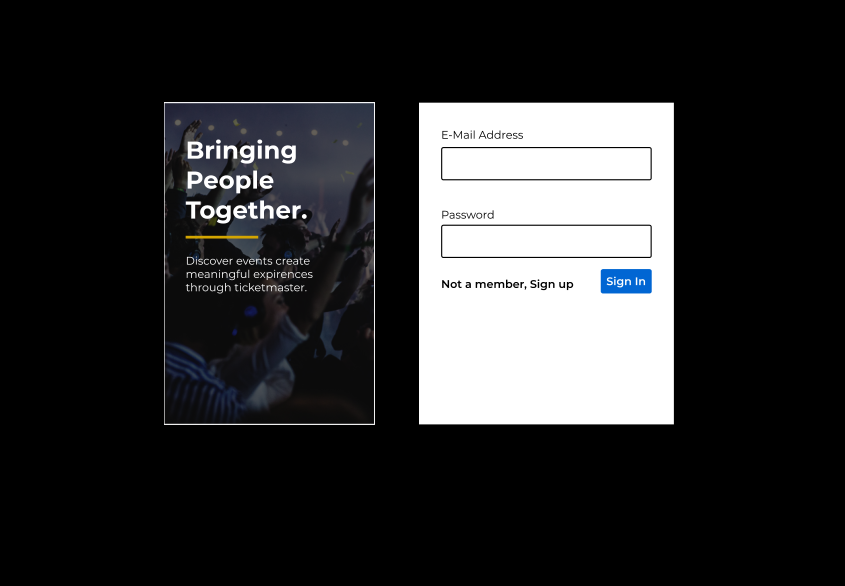 Bringing
People
Together.
Discover events create
meaningful expirences
through ticketmaster.
E-Mail Address
Password
Not a member, Sign up
Sign In